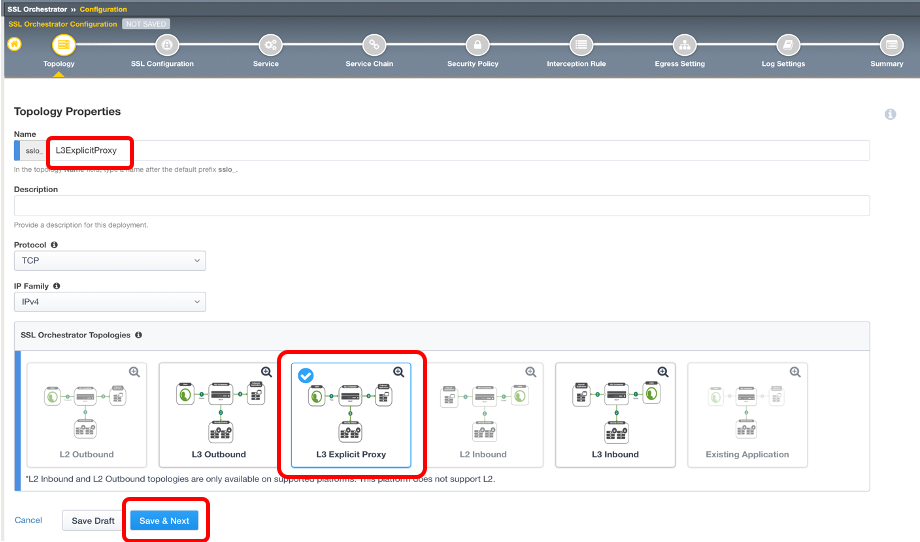 SSL Orchestrator ›› Configuration
SSL Orchestrator Configuration NOT SAVED
Topology SSL Configuration Service Service Chain Security Policy Interception Rule Egress Setting Log Settings Summary
Topology Properties
Name
sslo_ L3ExplicitProxy
In the topology Name field, type a name after the default prefix sslo_.
Description
Provide a description for this deployment.
Protocol
TCP
IP Family
IPv4
SSL Orchestrator Topologies
L2 Outbound L3 Outbound L3 Explicit Proxy L2 Inbound L3 Inbound Existing Application
*L2 Inbound and L2 Outbound topologies are only available on supported platforms. This platform does not support L2.
Cancel Save Draft Save & Next